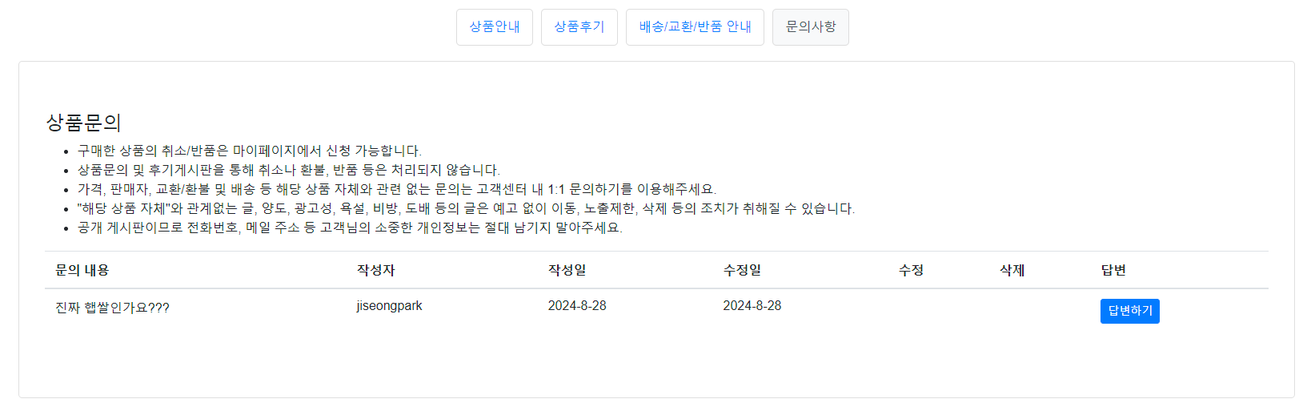 상품안내 상품후기 배송/교환/반품 안내 문의사항
상품문의
구매한 상품의 취소/반품은 마이페이지에서 신청 가능합니다.
상품문의 및 후기게시판을 통해 취소나 환불, 반품 등은 처리되지 않습니다.
가격, 판매자, 교환/환불 및 배송 등 해당 상품 자체와 관련 없는 문의는 고객센터 내 1:1 문의하기를 이용해주세요.
"해당 상품 자체"와 관계없는 글, 양도, 광고성, 욕설, 비방, 도배 등의 글은 예고 없이 이동, 노출제한, 삭제 등의 조치가 취해질 수 있습니다.
공개 게시판이므로 전화번호, 메일 주소 등 고객님의 소중한 개인정보는 절대 남기지 말아주세요.
문의 내용 작성자 작성일 수정일 수정 삭제 답변
진짜 햅쌀인가요??? jiseongpark 2024-8-28 2024-8-28 답변하기